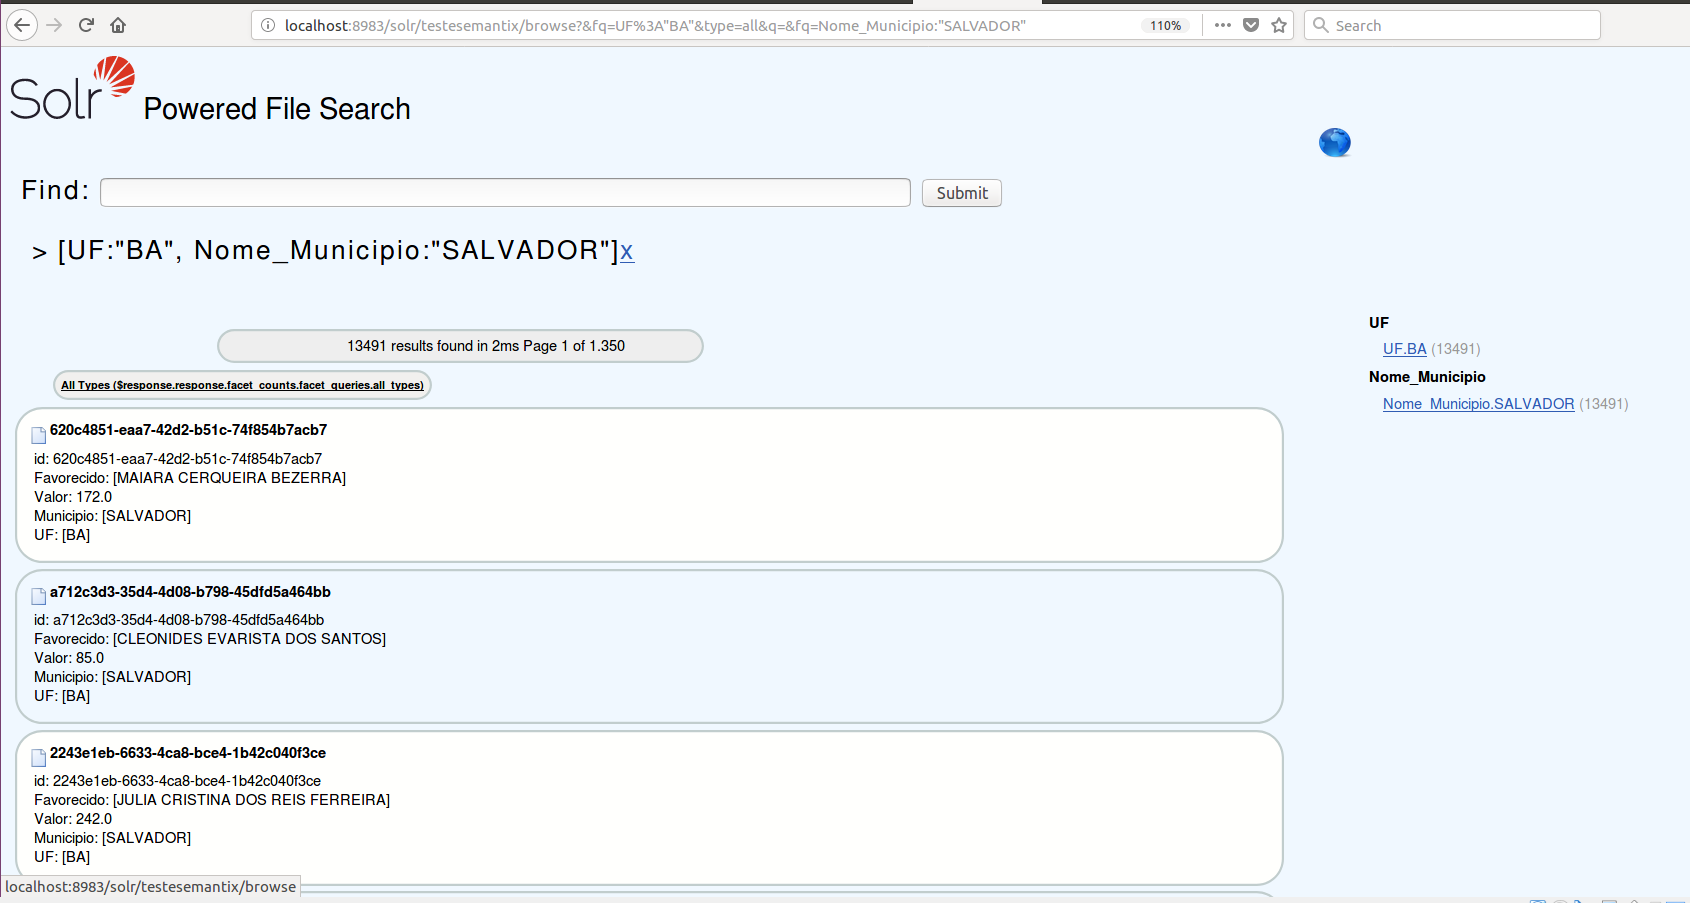 localhost:8983/solr/testesemantix/browse?&fq=UF%3A"BA"&type=all&q=&fq=Nome_Municipio:"SALVADOR"
110%
Search
Solr
Powered File Search
Find:
Submit
> [UF:"BA", Nome_Municipio:"SALVADOR"]x
13491 results found in 2ms Page 1 of 1.350
All Types ($response.response.facet_counts.facet_queries.all_types)
620c4851-eaa7-42d2-b51c-74f854b7acb7
id: 620c4851-eaa7-42d2-b51c-74f854b7acb7
Favorecido: [MAIARA CERQUEIRA BEZERRA]
Valor: 172.0
Municipio: [SALVADOR]
UF: [BA]
a712c3d3-35d4-4d08-b798-45dfd5a464bb
id: a712c3d3-35d4-4d08-b798-45dfd5a464bb
Favorecido: [CLEONIDES EVARISTA DOS SANTOS]
Valor: 85.0
Municipio: [SALVADOR]
UF: [BA]
2243e1eb-6633-4ca8-bce4-1b42c040f3ce
id: 2243e1eb-6633-4ca8-bce4-1b42c040f3ce
Favorecido: [JULIA CRISTINA DOS REIS FERREIRA]
Valor: 242.0
Municipio: [SALVADOR]
UF: [BA]
UF
UF.BA (13491)
Nome_Municipio
Nome_Municipio.SALVADOR (13491)
localhost:8983/solr/testesemantix/browse